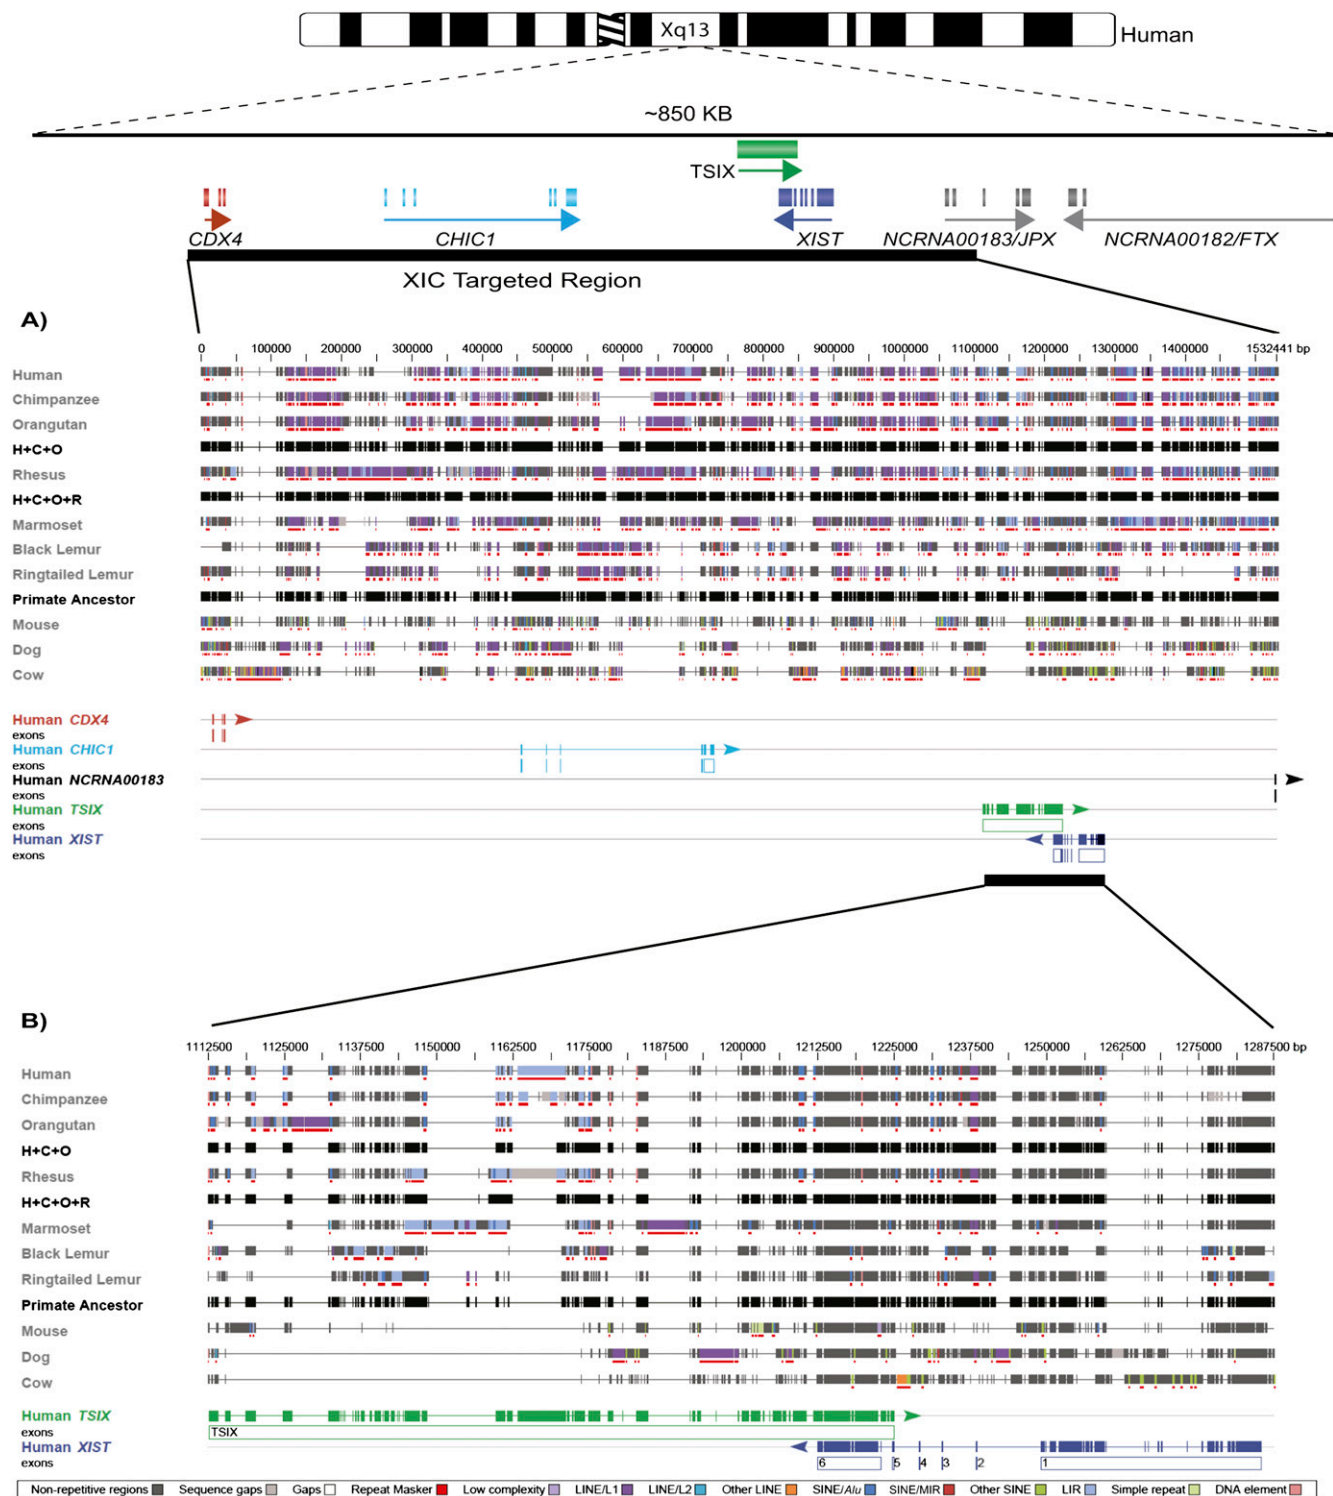 Xq13
Human
~850 KB
TSIX
CDX4 CHIC1 XIST NCRNA00183/JPX NCRNA00182/FTX
XIC Targeted Region
A)
0 100000 200000 300000 400000 500000 600000 700000 800000 900000 1000000 1100000 1200000 1300000 1400000 1532441 bp
Human
Chimpanzee
Orangutan
H+C+O
Rhesus
H+C+O+R
Marmoset
Black Lemur
Ringtailed Lemur
Primate Ancestor
Mouse
Dog
Cow
Human CDX4
exons
Human CHIC1
exons
Human NCRNA00183
exons
Human TSIX
exons
Human XIST
exons
B)
1112500 1125000 1137500 1150000 1162500 1175000 1187500 1200000 1212500 1225000 1237500 1250000 1262500 1275000 1287500 bp
Human
Chimpanzee
Orangutan
H+C+O
Rhesus
H+C+O+R
Marmoset
Black Lemur
Ringtailed Lemur
Primate Ancestor
Mouse
Dog
Cow
Human TSIX
exons TSIX
Human XIST
exons 6 5 4 3 2 1
Non-repetitive regions Sequence gaps Gaps Repeat Masker Low complexity LINE/L1 LINE/L2 Other LINE SINE/Alu SINE/MIR Other SINE LIR Simple repeat DNA element